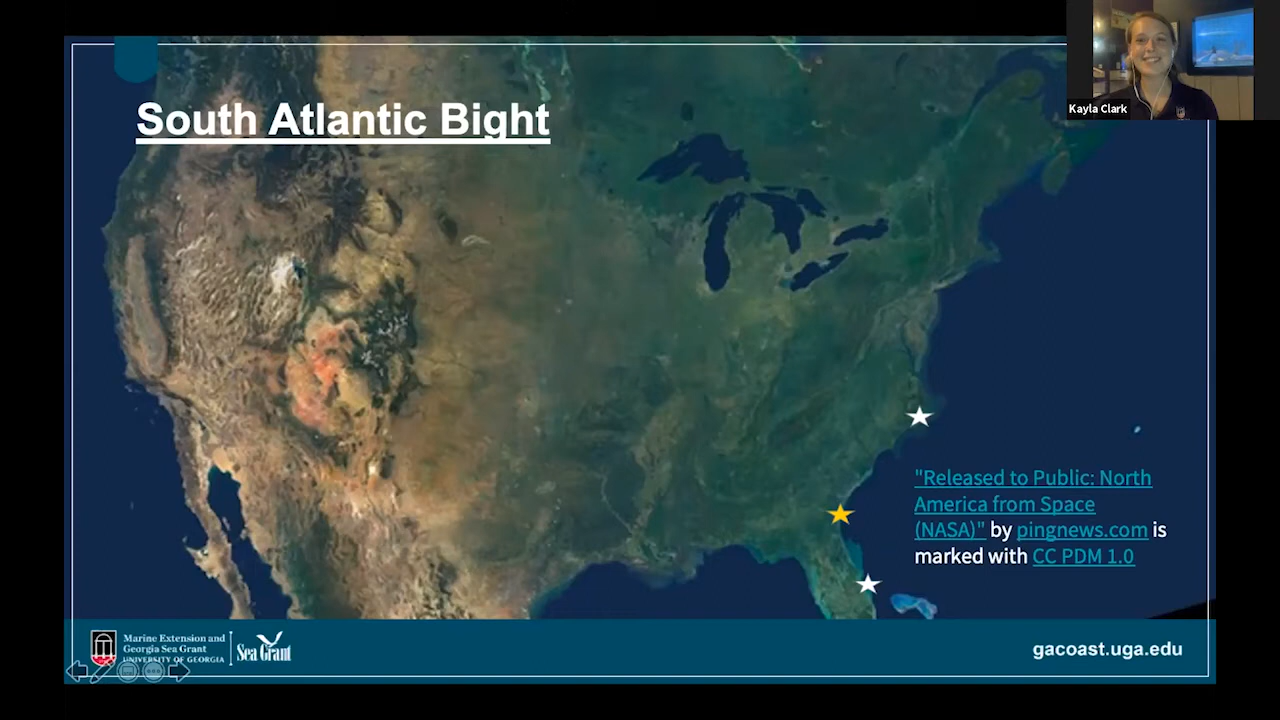 South Atlantic Bight
Kayla Clark
"Released to Public: North
America from Space
(NASA)" by pingnews.com is
marked with CC PDM 1.0
Marine Extension and
Georgia Sea Grant
UNIVERSITY OF GEORGIA
Sea Grant
gacoast.uga.edu